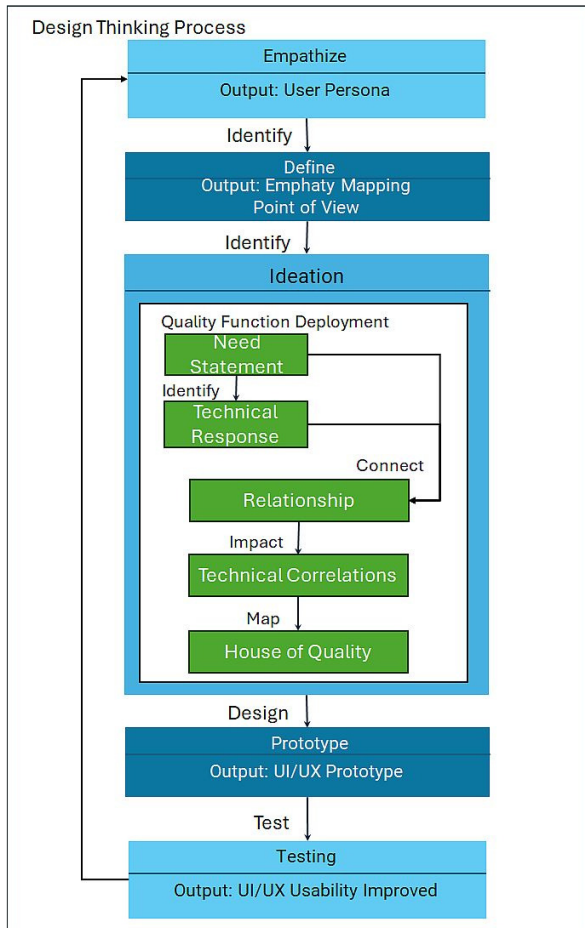 Design Thinking Process
Empathize
Output: User Persona
Identify
Define
Output: Emphaty Mapping
Point of View
Identify
Ideation
Quality Function Deployment
Need
Statement
Identify
Technical
Response
Connect
Relationship
Impact
Technical Correlations
Map
House of Quality
Design
Prototype
Output: UI/UX Prototype
Test
Testing
Output: UI/UX Usability Improved